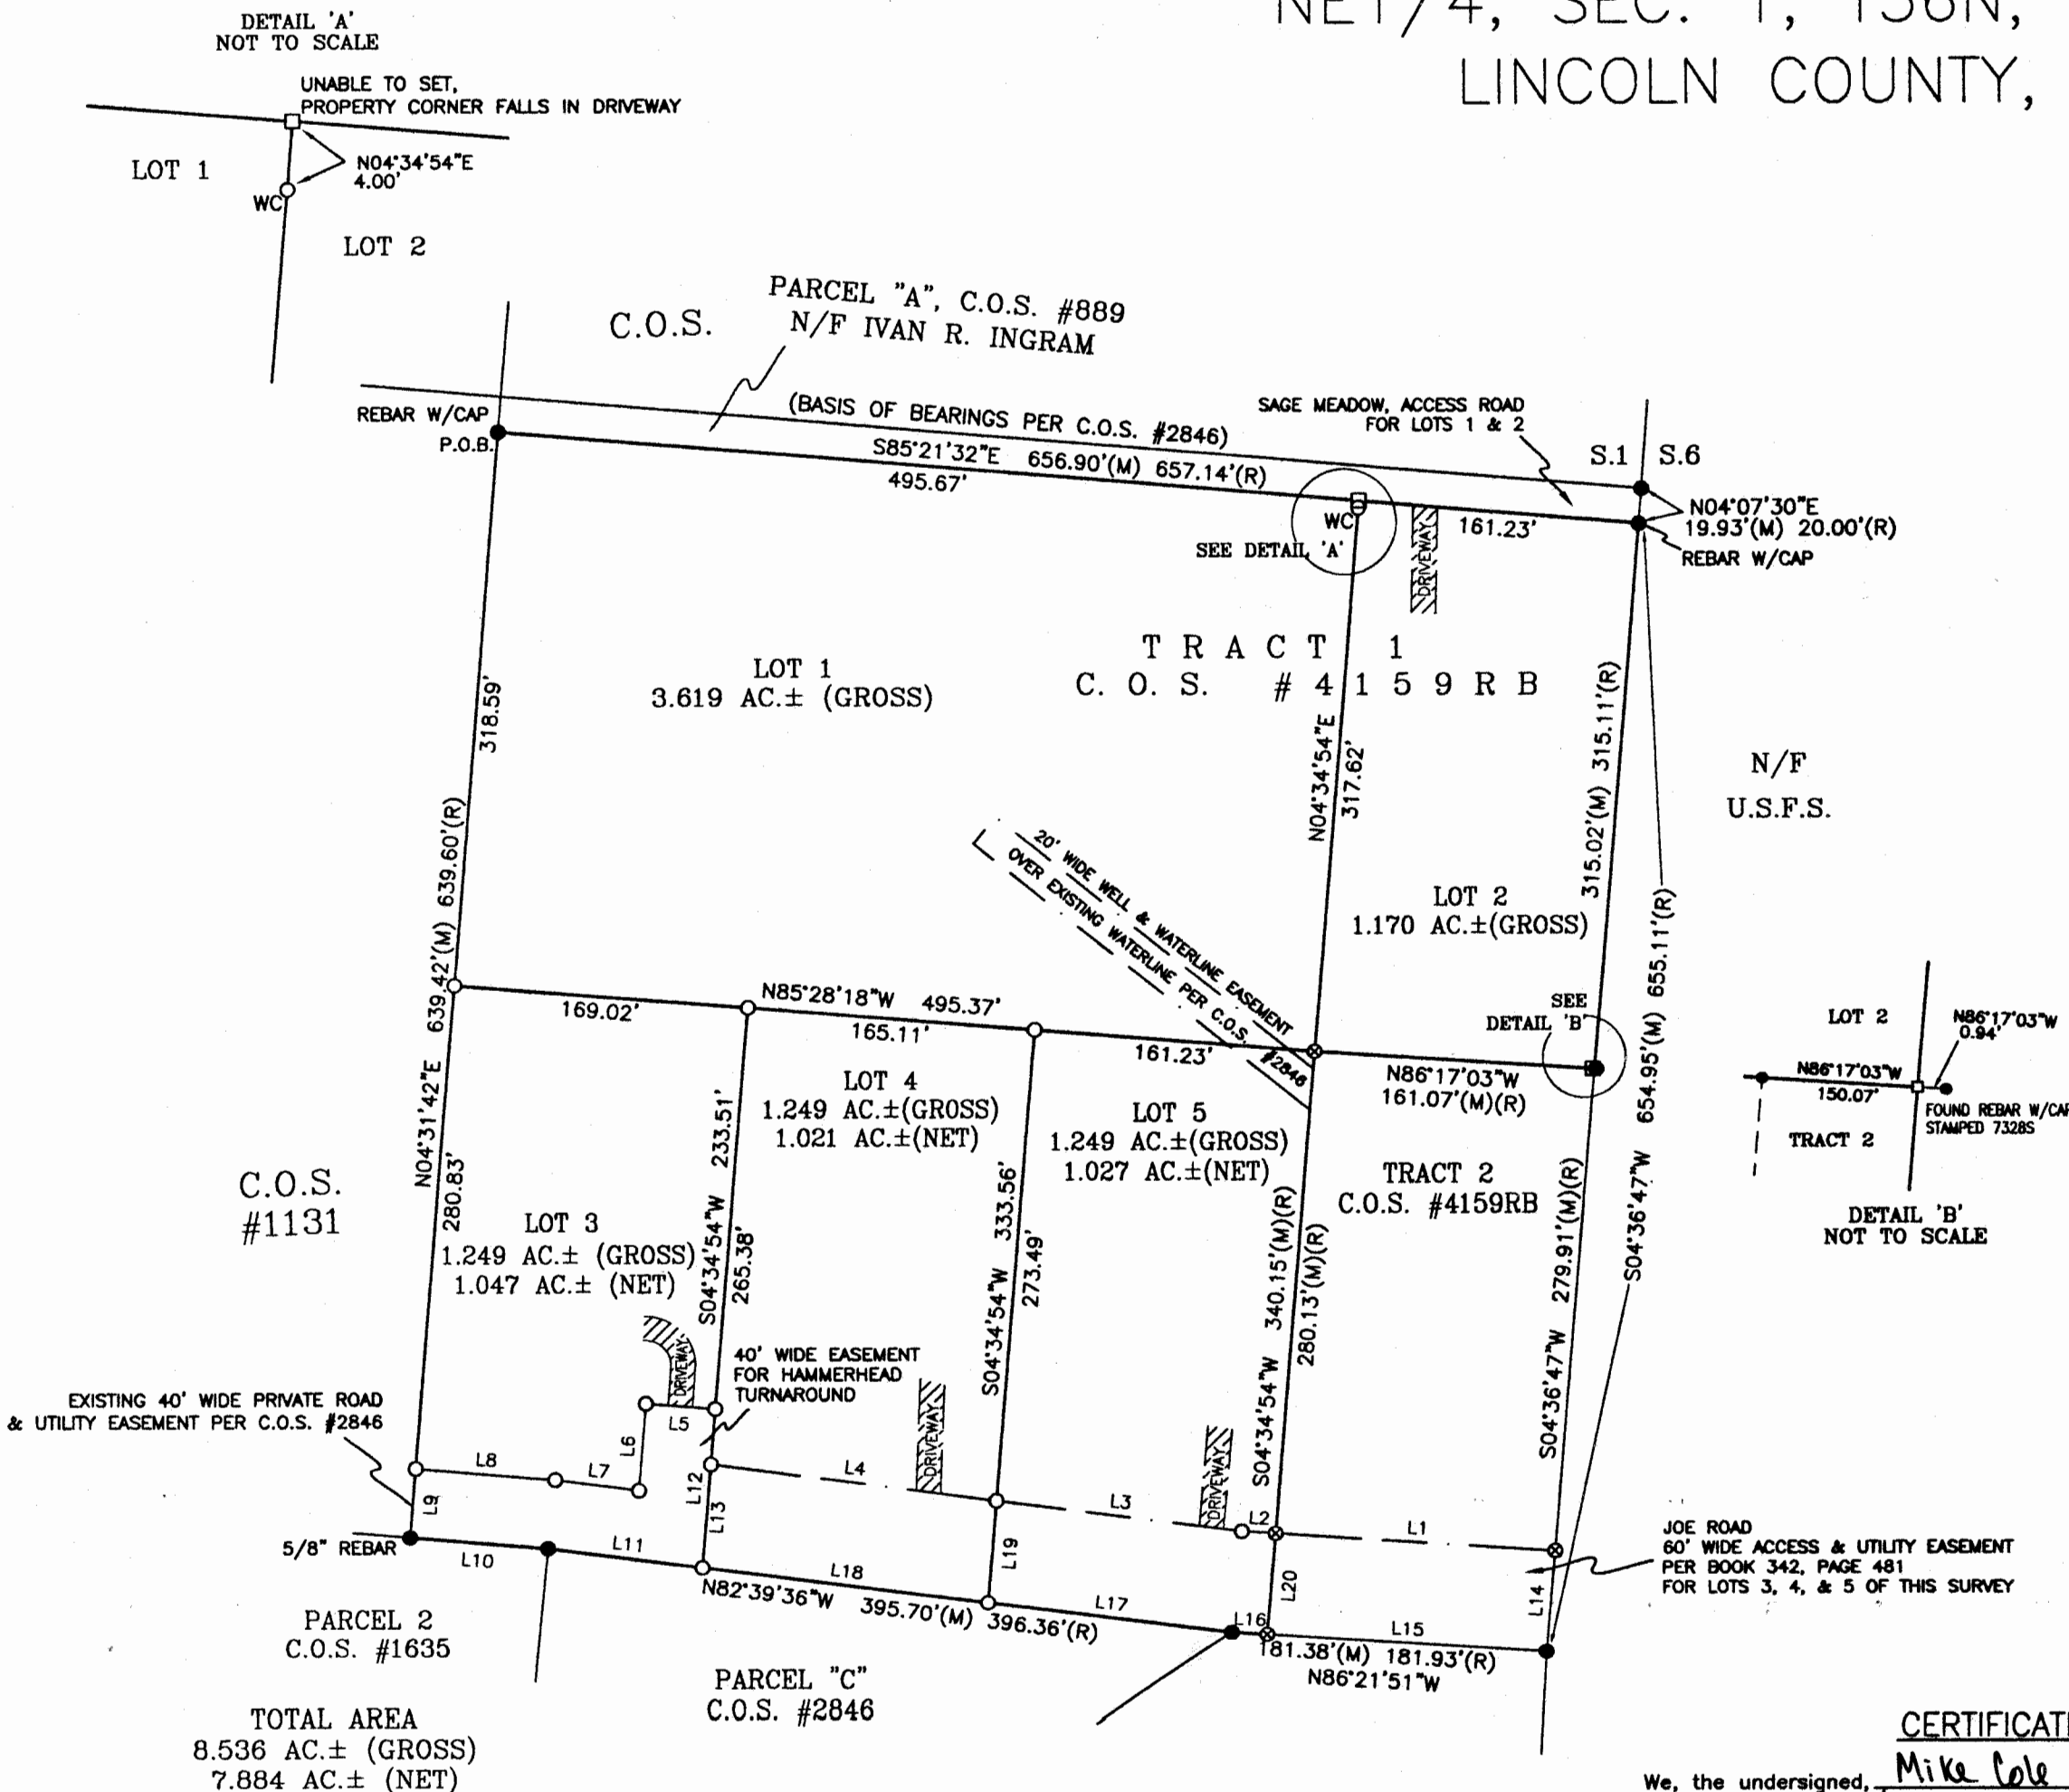 NE1/4, SEC. 1, T36N,
LINCOLN COUNTY,
DETAIL 'A'
NOT TO SCALE
UNABLE TO SET,
PROPERTY CORNER FALLS IN DRIVEWAY
LOT 1
N04°34'54"E
4.00'
WC
LOT 2
C.O.S.
PARCEL "A", C.O.S. #889
N/F IVAN R. INGRAM
REBAR W/CAP
P.O.B.
(BASIS OF BEARINGS PER C.O.S. #2846)
S85°21'32"E 656.90'(M) 657.14'(R)
495.67'
SAGE MEADOW, ACCESS ROAD
FOR LOTS 1 & 2
S.1 S.6
N04°07'30"E
19.93'(M) 20.00'(R)
REBAR W/CAP
WC
SEE DETAIL 'A'
161.23'
DRIVEWAY
TRACT 1
C.O.S. #4159RB
LOT 1
3.619 AC.± (GROSS)
318.59'
N04°31'42"E 639.42'(M) 639.60'(R)
280.83'
N04°34'54"E
317.62'
315.02'(M) 315.11'(R)
N/F
U.S.F.S.
LOT 2
1.170 AC.±(GROSS)
20' WIDE WELL & WATERLINE EASEMENT
OVER EXISTING WATERLINE PER C.O.S. #2846
S04°36'47"W 654.95'(M) 655.11'(R)
SEE
DETAIL 'B'
N85°28'18"W 495.37'
169.02'
165.11'
161.23'
N86°17'03"W
161.07'(M)(R)
LOT 2
N86°17'03"W
0.94'
N86°17'03"W
150.07'
FOUND REBAR W/CAP
STAMPED 7328S
TRACT 2
DETAIL 'B'
NOT TO SCALE
LOT 4
1.249 AC.±(GROSS)
1.021 AC.±(NET)
LOT 5
1.249 AC.±(GROSS)
1.027 AC.±(NET)
TRACT 2
C.O.S. #4159RB
C.O.S.
#1131
LOT 3
1.249 AC.± (GROSS)
1.047 AC.± (NET)
S04°34'54"W 233.51'
265.38'
S04°34'54"W 333.56'
273.49'
S04°34'54"W 340.15'(M)(R)
280.13'(M)(R)
S04°36'47"W 279.91'(M)(R)
DRIVEWAY
40' WIDE EASEMENT
FOR HAMMERHEAD
TURNAROUND
EXISTING 40' WIDE PRIVATE ROAD
& UTILITY EASEMENT PER C.O.S. #2846
DRIVEWAY
DRIVEWAY
L5
L6
L8
L7
L4
L12
L13
L9
L3
L2
L1
5/8" REBAR
L10
L11
L18
L19
L17
L16
L20
L15
L14
JOE ROAD
60' WIDE ACCESS & UTILITY EASEMENT
PER BOOK 342, PAGE 481
FOR LOTS 3, 4, & 5 OF THIS SURVEY
N82°39'36"W 395.70'(M) 396.36'(R)
181.38'(M) 181.93'(R)
N86°21'51"W
PARCEL 2
C.O.S. #1635
PARCEL "C"
C.O.S. #2846
TOTAL AREA
8.536 AC.± (GROSS)
7.884 AC.± (NET)
CERTIFICATE
We, the undersigned, Mike Cole